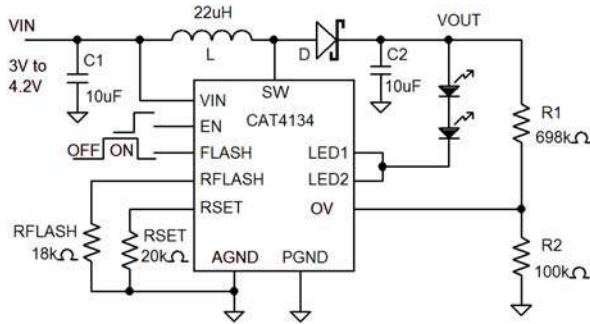 22uH
VIN
VOUT
L
D
C1
C2
3V to
4.2V
10uF
10uF
SW
VIN
R1
698kΩ
EN
CAT4134
OFF
ON
FLASH
LED1
RFLASH
LED2
RSET
OV
RFLASH
18kΩ
RSET
20kΩ
R2
100kΩ
AGND
PGND